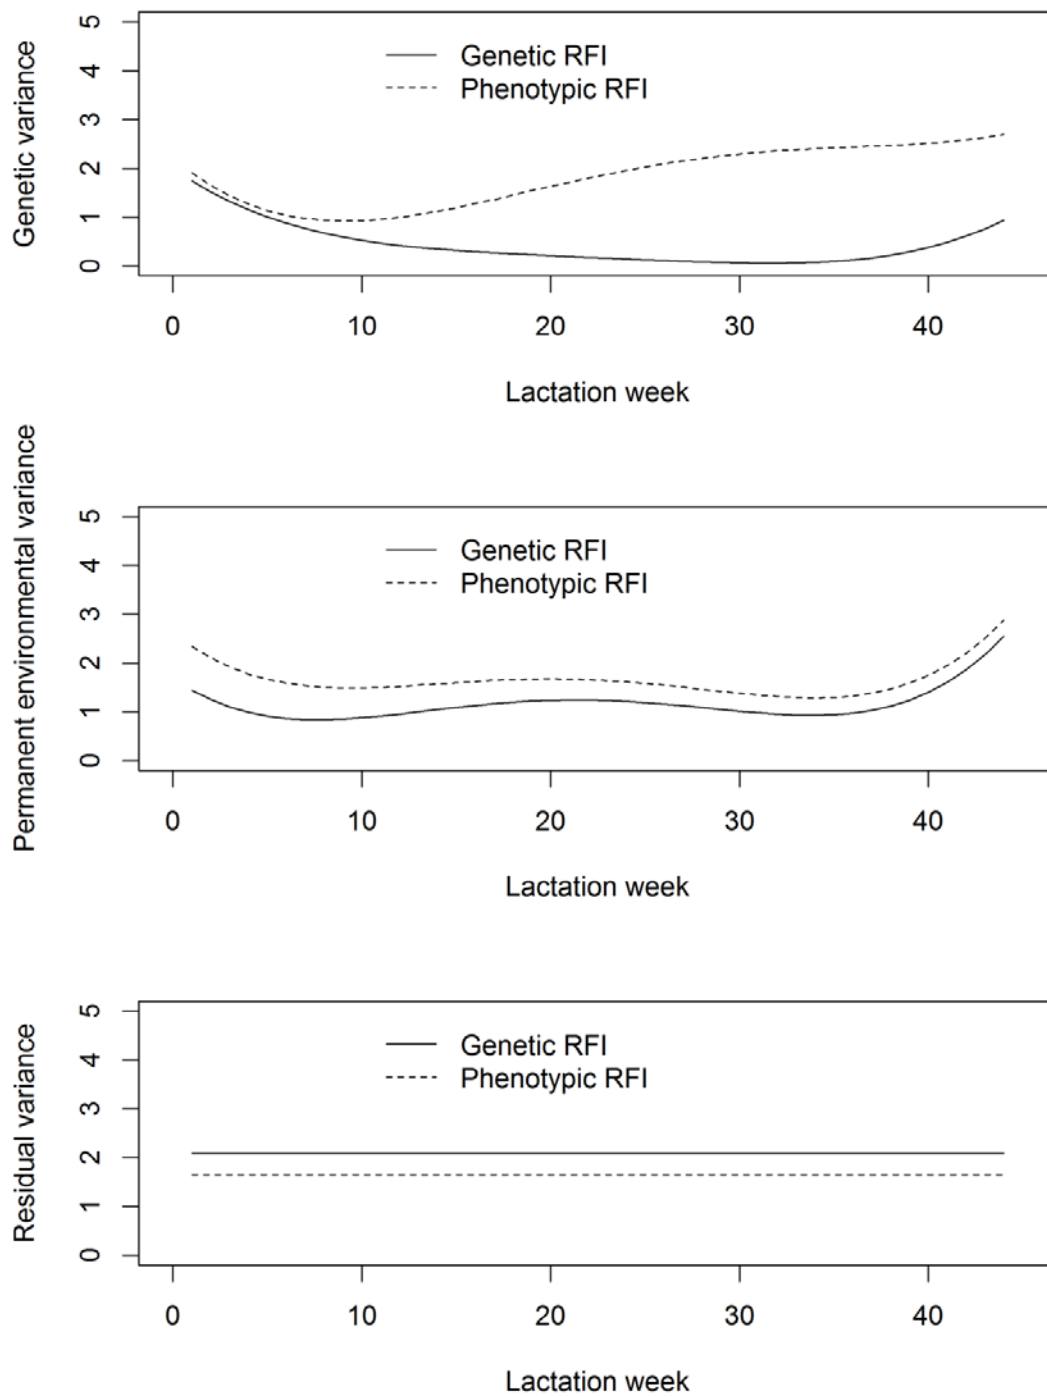 Genetic variance
5
4
3
2
1
0
Genetic RFI
Phenotypic RFI
0 10 20 30 40
Lactation week
Permanent environmental variance
5
4
3
2
1
0
Genetic RFI
Phenotypic RFI
0 10 20 30 40
Lactation week
Residual variance
5
4
3
2
1
0
Genetic RFI
Phenotypic RFI
0 10 20 30 40
Lactation week